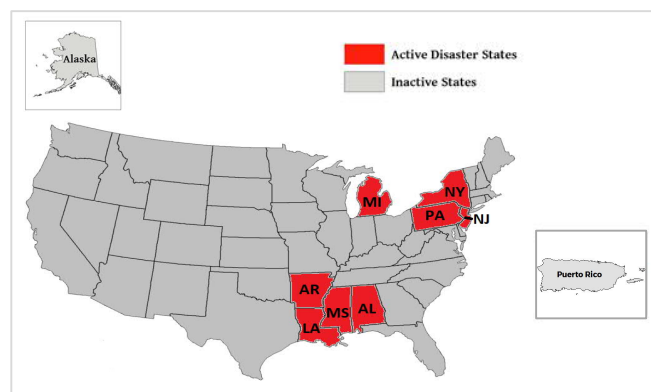 Alaska
Active Disaster States
Inactive States
MI
NY
PA
NJ
AR
MS
AL
LA
Puerto Rico